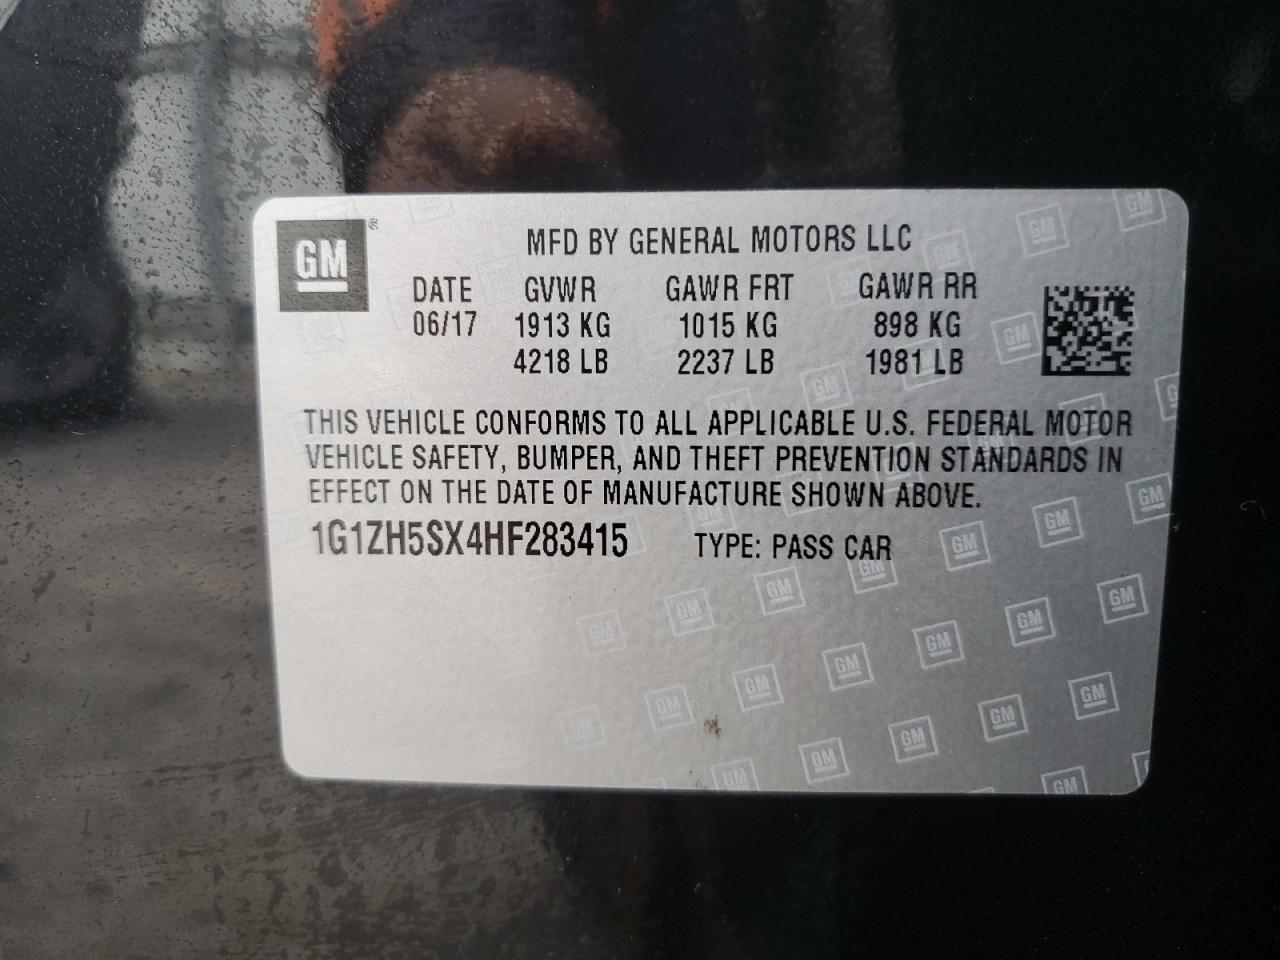 GM
MFD BY GENERAL MOTORS LLC
DATE GVWR GAWR FRT GAWR RR
06/17 1913 KG 1015 KG 898 KG
4218 LB 2237 LB 1981 LB
THIS VEHICLE CONFORMS TO ALL APPLICABLE U.S. FEDERAL MOTOR
VEHICLE SAFETY, BUMPER, AND THEFT PREVENTION STANDARDS IN
EFFECT ON THE DATE OF MANUFACTURE SHOWN ABOVE.
1G1ZH5SX4HF283415 TYPE: PASS CAR